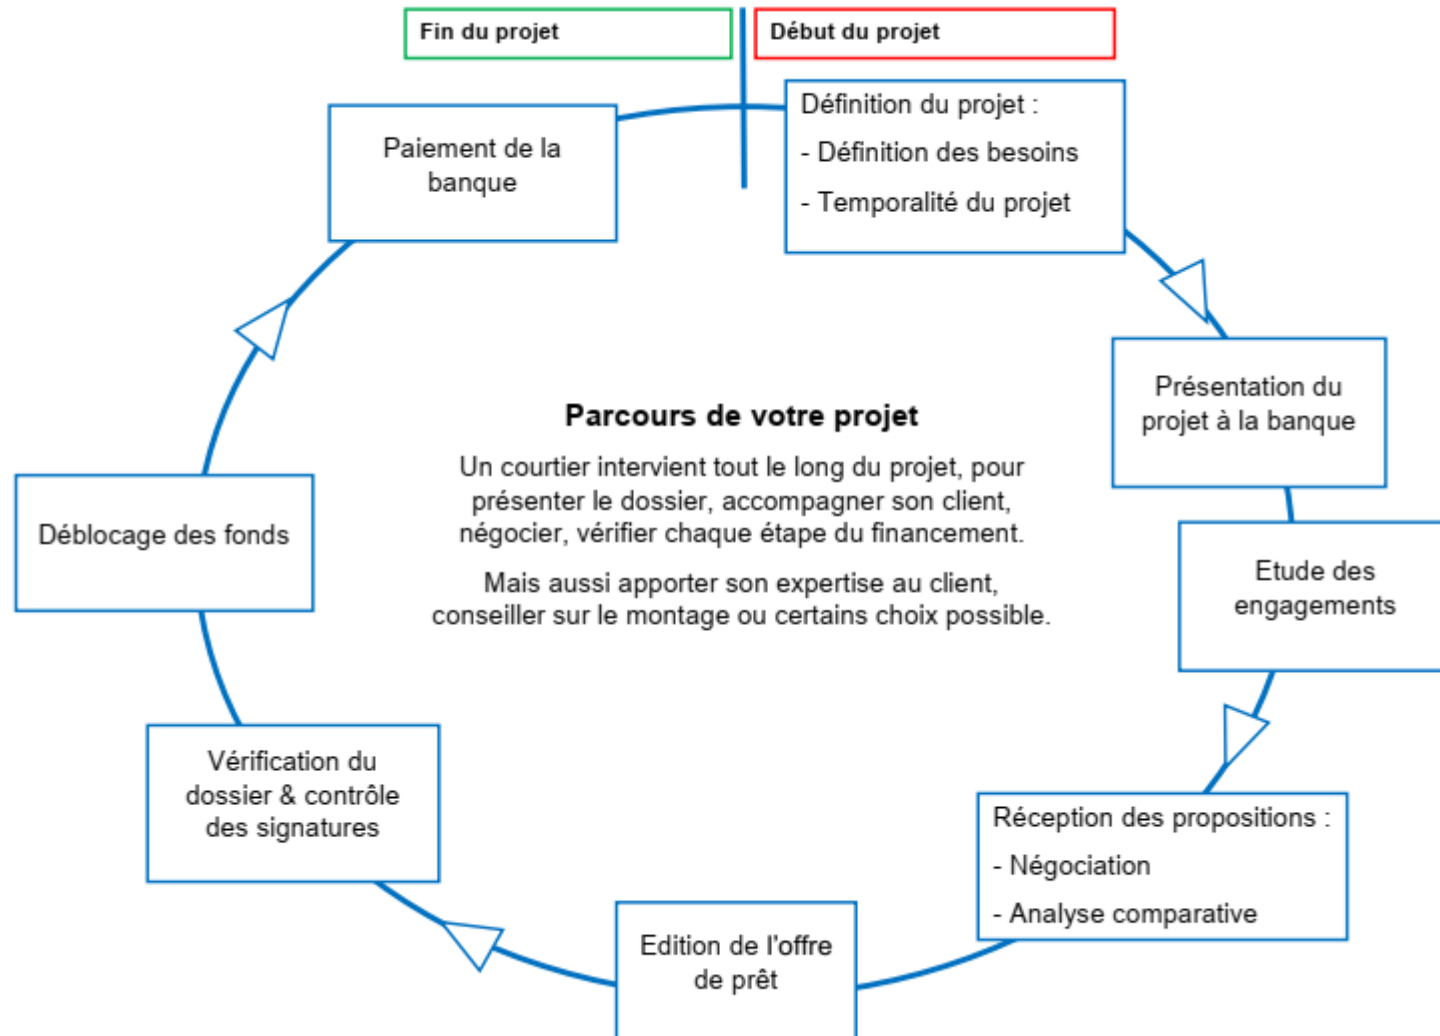 Fin du projet
Début du projet
Définition du projet :
- Définition des besoins
- Temporalité du projet
Présentation du
projet à la banque
Etude des
engagements
Réception des propositions :
- Négociation
- Analyse comparative
Edition de l'offre
de prêt
Vérification du
dossier & contrôle
des signatures
Déblocage des fonds
Paiement de la
banque
Parcours de votre projet
Un courtier intervient tout le long du projet, pour
présenter le dossier, accompagner son client,
négocier, vérifier chaque étape du financement.
Mais aussi apporter son expertise au client,
conseiller sur le montage ou certains choix possible.